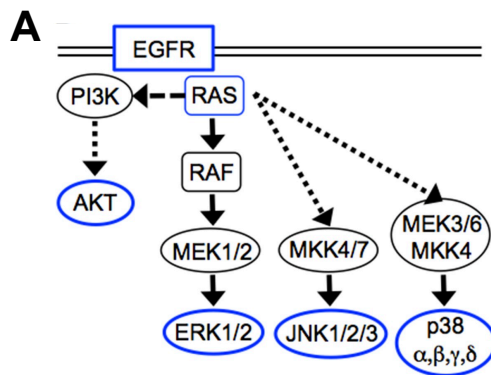 A
EGFR
PI3K
RAS
RAF
AKT
MEK1/2
MKK4/7
MEK3/6
MKK4
ERK1/2
JNK1/2/3
p38
α,β,γ,δ